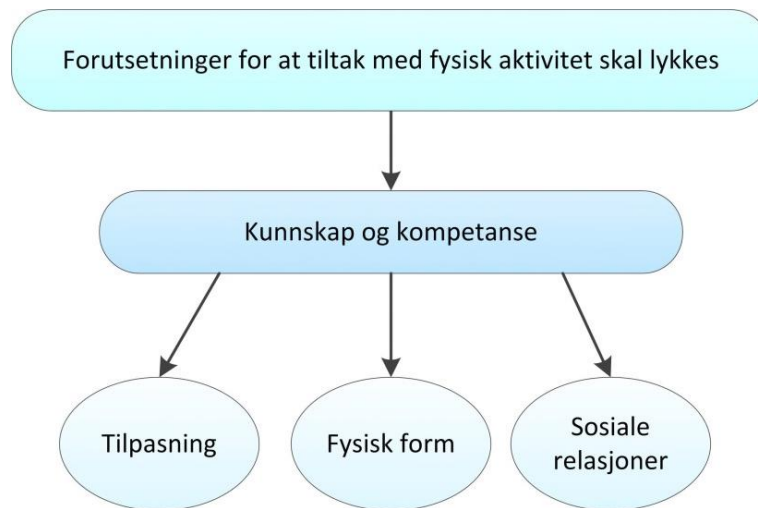 Forutsetninger for at tiltak med fysisk aktivitet skal lykkes
Kunnskap og kompetanse
Tilpasning
Fysisk form
Sosiale
relasjoner